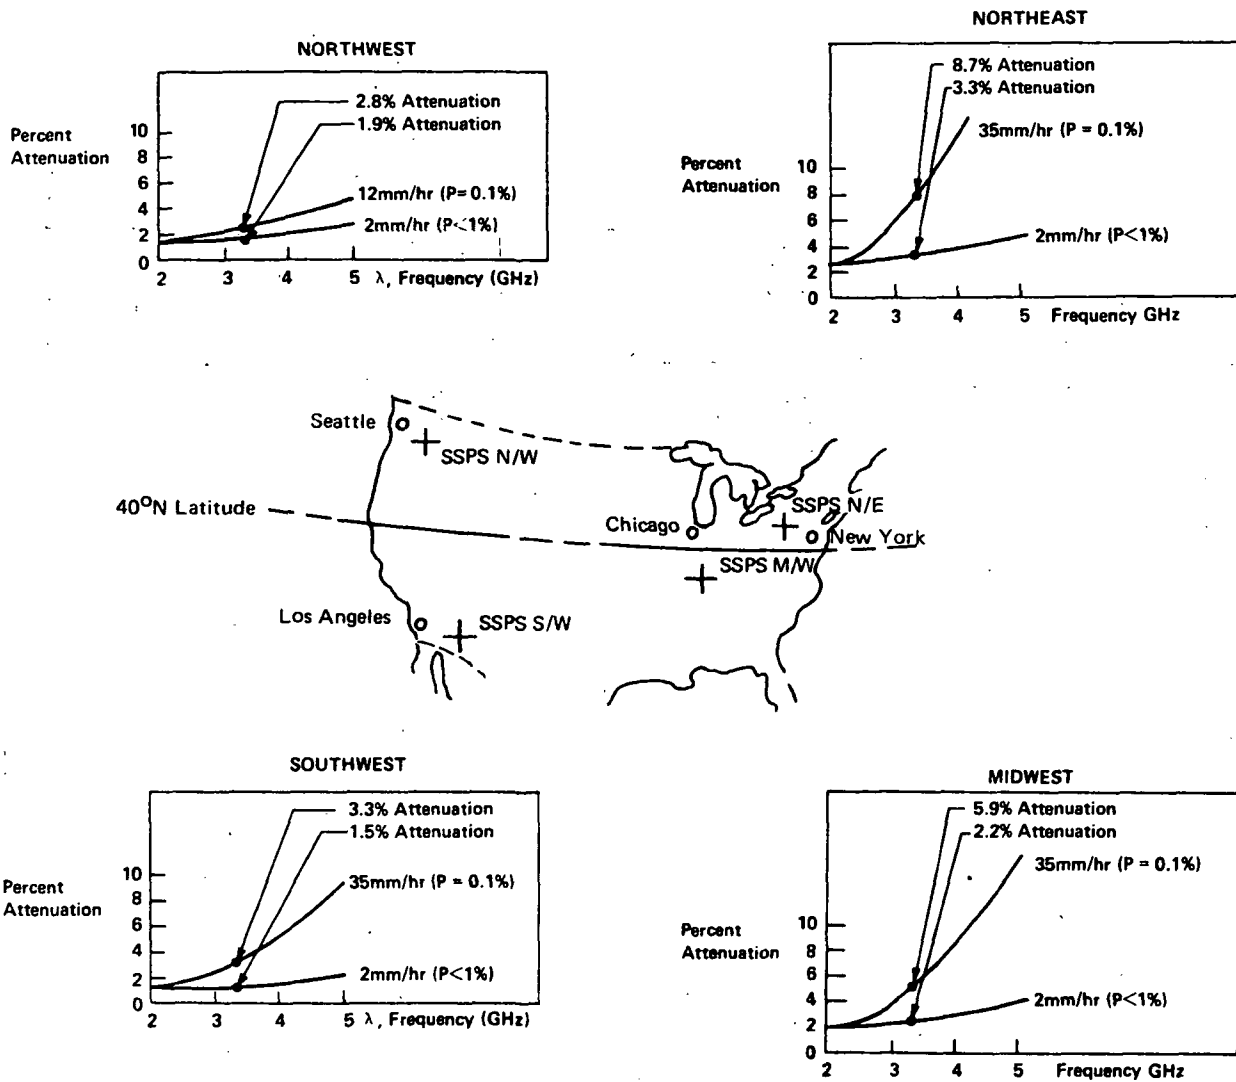 NORTHWEST
2.8% Attenuation
1.9% Attenuation
Percent
Attenuation
10
8
6
4
2
0
12mm/hr (P= 0.1%)
2mm/hr (P<1%)
2
3
4
5 λ, Frequency (GHz)
NORTHEAST
8.7% Attenuation
3.3% Attenuation
35mm/hr (P = 0.1%)
Percent
Attenuation
10
8
6
4
2
0
2mm/hr (P<1%)
2
3
4
5 Frequency GHz
Seattle
SSPS N/W
40ºN Latitude
Chicago
SSPS N/E
New York
SSPS M/W
Los Angeles
SSPS S/W
SOUTHWEST
3.3% Attenuation
1.5% Attenuation
Percent
Attenuation
10
8
6
4
2
0
35mm/hr (P = 0.1%)
2mm/hr (P<1%)
2
3
4
5 λ, Frequency (GHz)
MIDWEST
5.9% Attenuation
2.2% Attenuation
35mm/hr (P = 0.1%)
Percent
Attenuation
10
8
6
4
2
0
2mm/hr (P<1%)
2
3
4
5 Frequency GHz